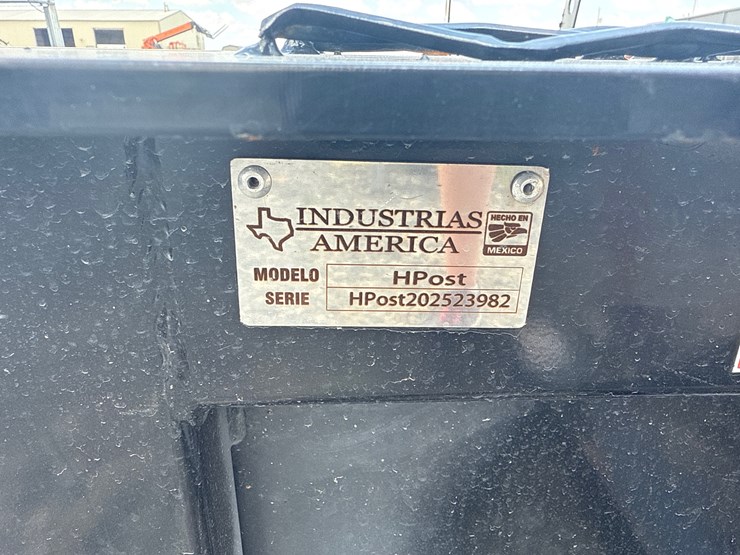 INDUSTRIAS
AMERICA
HECHO EN
MEXICO
MODELO HPost
SERIE HPost202523982